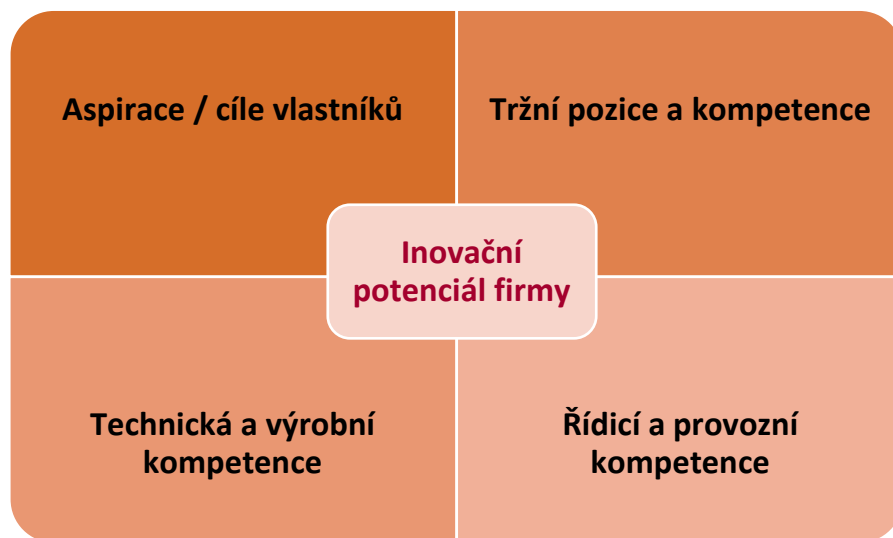 Aspirace / cíle vlastníků
Tržní pozice a kompetence
Inovační
potenciál firmy
Technická a výrobní
kompetence
Řídicí a provozní
kompetence